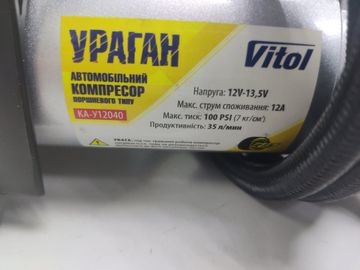 УРАГАН
АВТОМОБІЛЬНИЙ
КОМПРЕСОР
ПОРШНЕВОГО ТИПУ
КА-У12040
Vitol
Напруга: 12V-13,5V
Макс. струм споживання: 12А
Макс. тиск: 100 PSI (7 кг/см²)
Продуктивність: 35 л/мин
УВАГА,